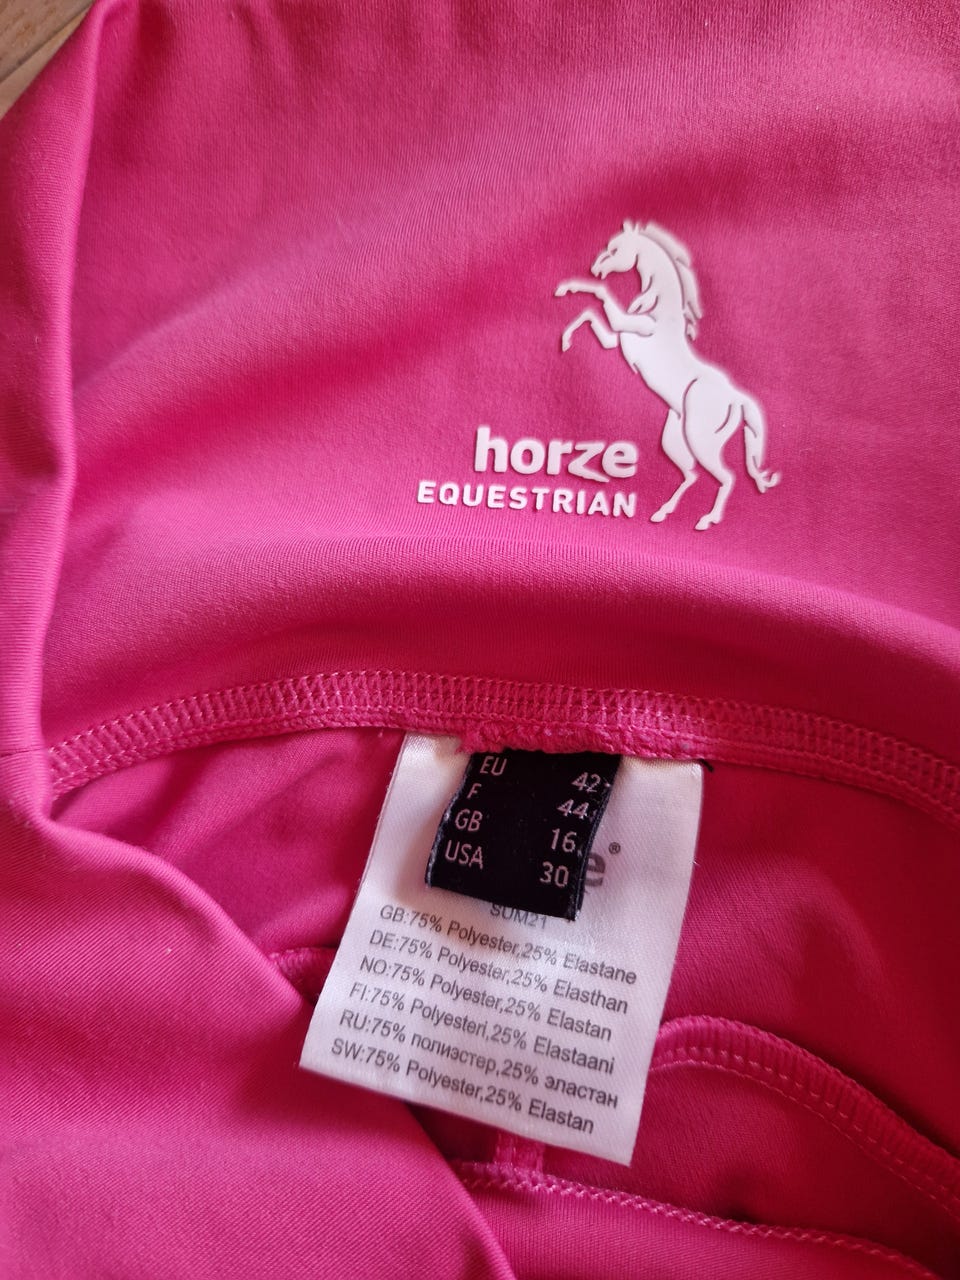 horze
EQUESTRIAN
EU 42
F 44
GB 16
USA 30
e®
SUM21
GB:75% Polyester,25% Elastane
DE:75% Polyester,25% Elasthan
NO:75% Polyester,25% Elastan
FI:75% Polyesteri,25% Elastaani
RU:75% полиэстер,25% эластан
SW:75% Polyester,25% Elastan